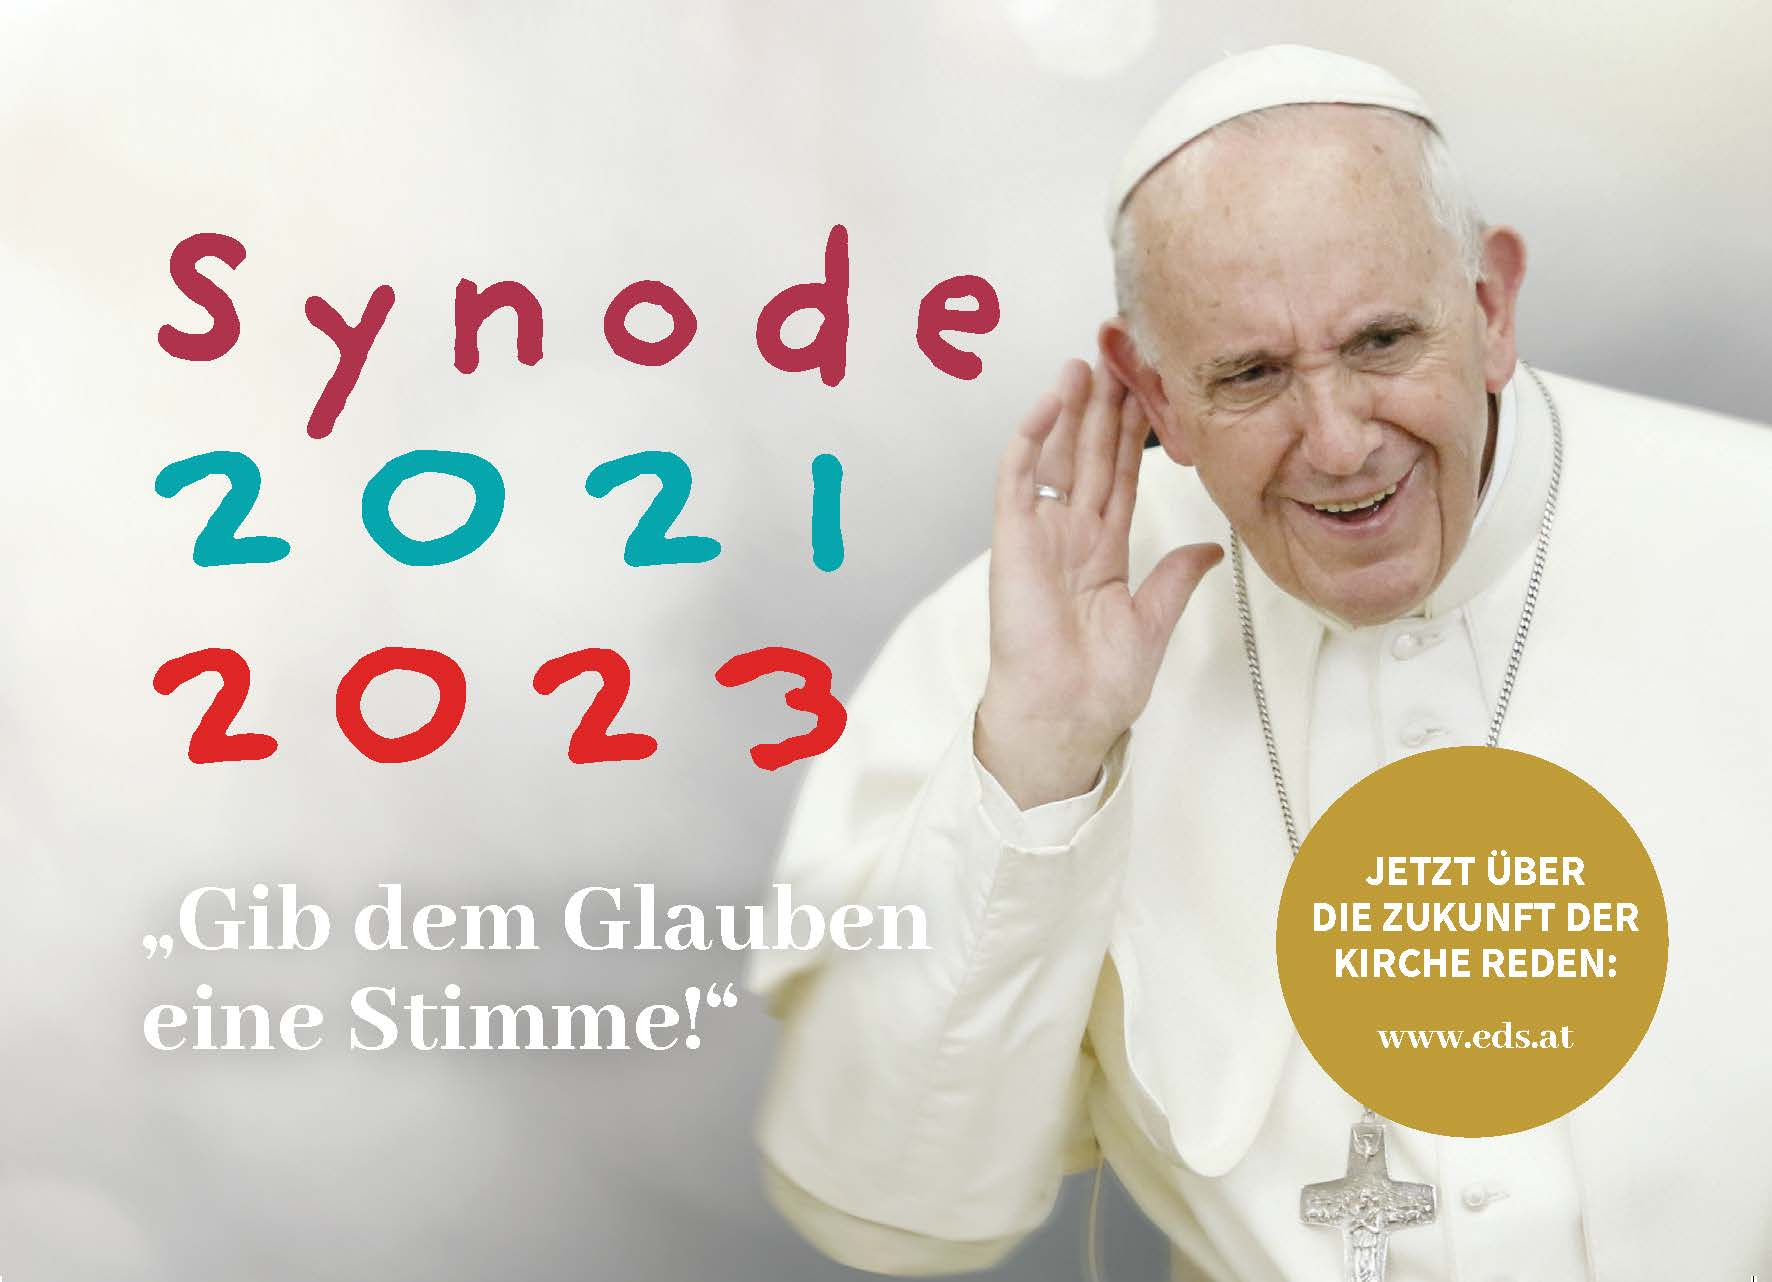 Synode
2021
2023
„Gib dem Glauben
eine Stimme!“
JETZT ÜBER
DIE ZUKUNFT DER
KIRCHE REDEN:
www.eds.at